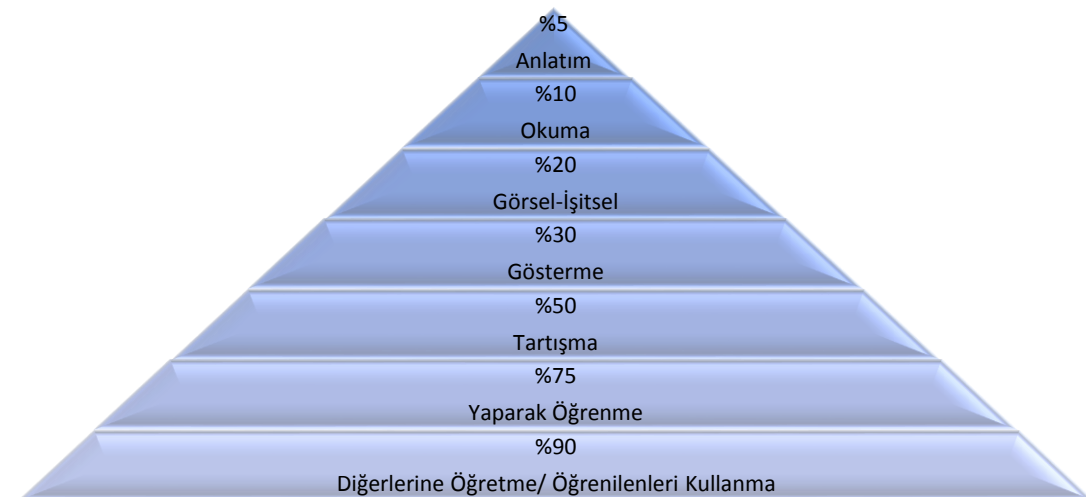 %5
Anlatım
%10
Okuma
%20
Görsel-İşitsel
%30
Gösterme
%50
Tartışma
%75
Yaparak Öğrenme
%90
Diğerlerine Öğretme/ Öğrenilenleri Kullanma